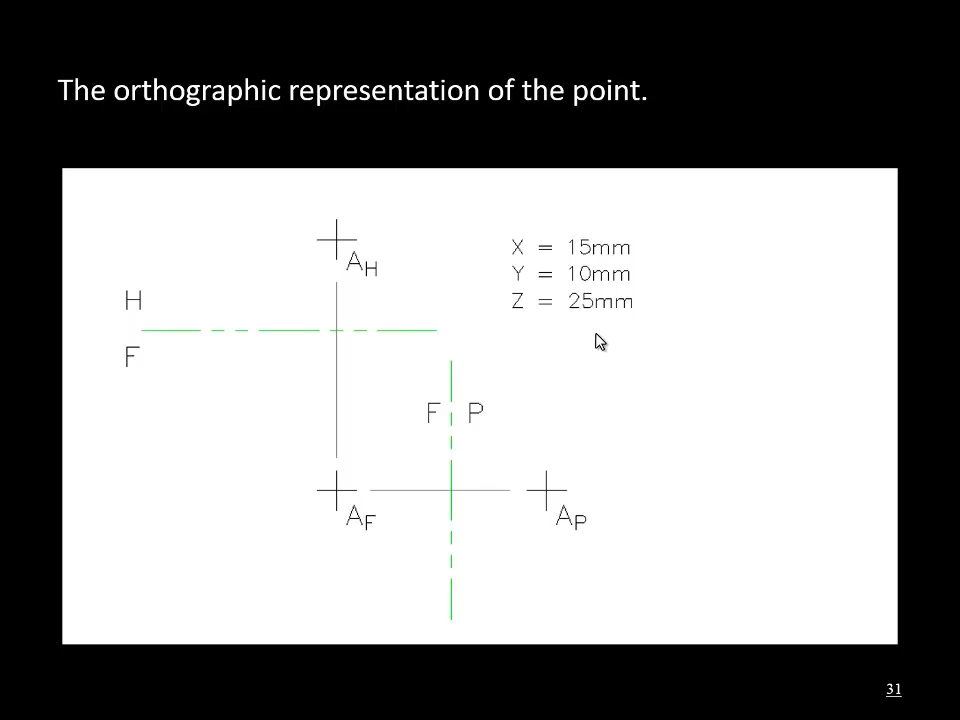 The orthographic representation of the point.
A_H
X = 15mm
Y = 10mm
Z = 25mm
H
F
F P
A_F
A_P
31